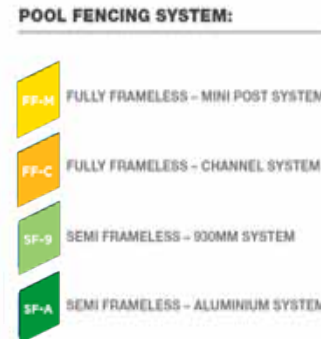 POOL FENCING SYSTEM:
FF-M FULLY FRAMELESS – MINI POST SYSTEM
FF-C FULLY FRAMELESS – CHANNEL SYSTEM
SF-9 SEMI FRAMELESS – 930MM SYSTEM
SF-A SEMI FRAMELESS – ALUMINIUM SYSTEM